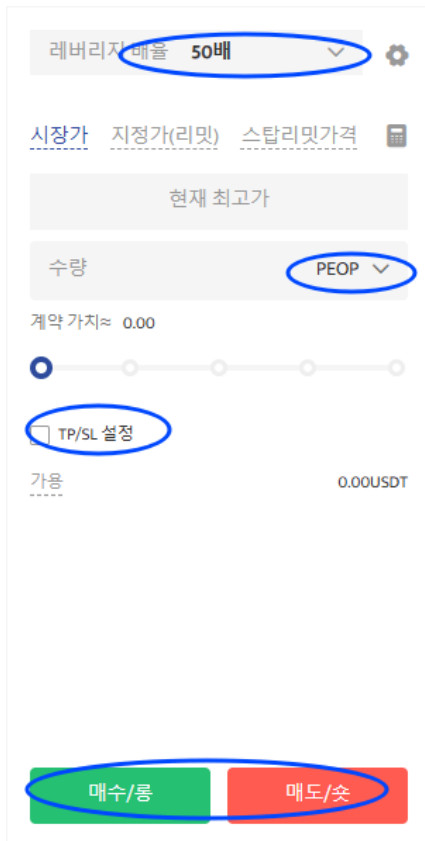 레버리지 배율 50배
시장가 지정가(리밋) 스탑리밋가격
현재 최고가
수량 PEOP
계약 가치≈ 0.00
TP/SL 설정
가용 0.00USDT
매수/롱 매도/숏